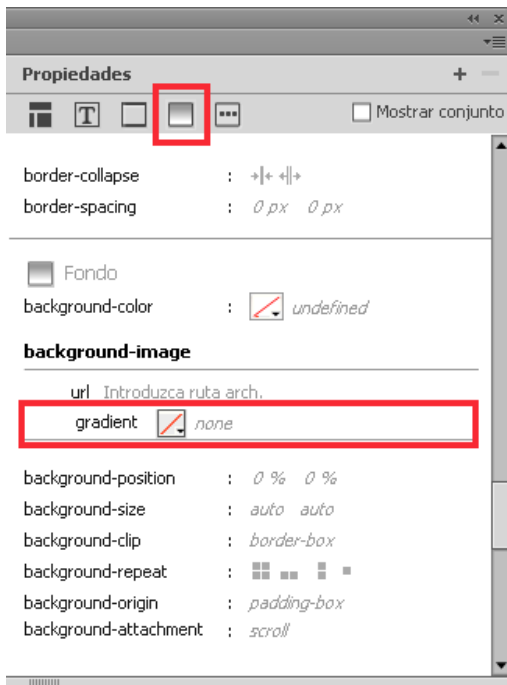 Propiedades
T
Mostrar conjunto
border-collapse :
border-spacing : 0 px 0 px
Fondo
background-color : undefined
background-image
url Introduzca ruta arch.
gradient none
background-position : 0 % 0 %
background-size : auto auto
background-clip : border-box
background-repeat :
background-origin : padding-box
background-attachment : scroll